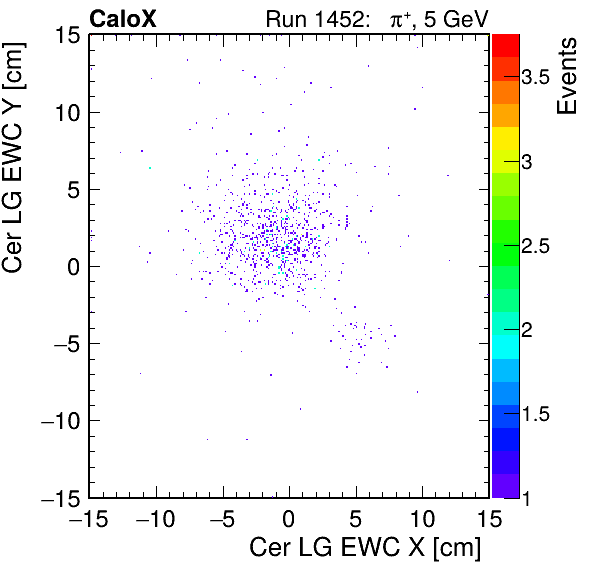 CaloX
Run 1452: π⁺, 5 GeV
Cer LG EWC Y [cm]
15
10
5
0
−5
−10
−15
−15 −10 −5 0 5 10 15
Cer LG EWC X [cm]
Events
3.5
3
2.5
2
1.5
1